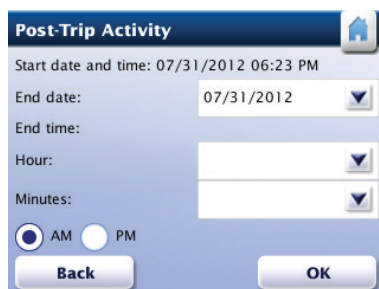 Post-Trip Activity
Start date and time: 07/31/2012 06:23 PM
End date: 07/31/2012
End time:
Hour:
Minutes:
AM PM
Back OK